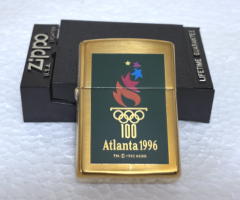 Zippo
LIFETIME GUARANTEE
100
Atlanta 1996